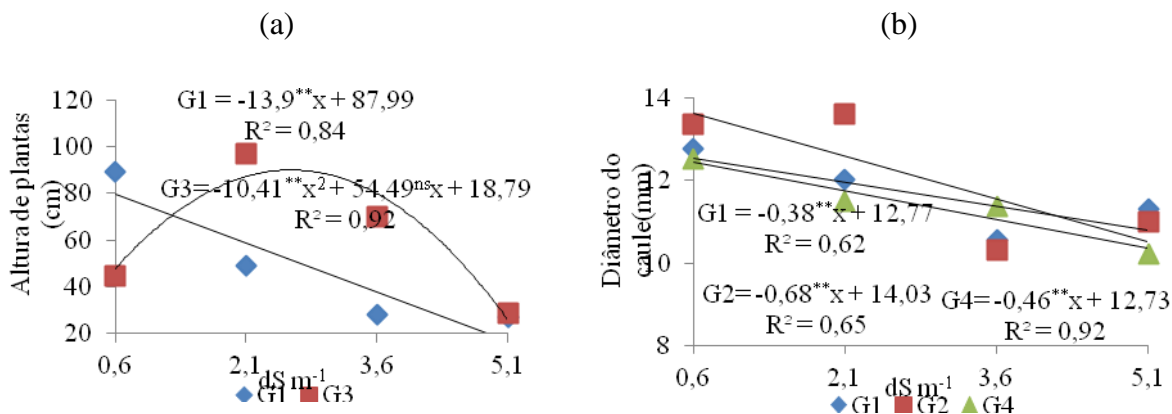 (a)
Altura de plantas
(cm)
120
100
80
60
40
20
G1 = -13,9**x + 87,99
R² = 0,84
G3= -10,41**x² + 54,49ⁿˢx + 18,79
R² = 0,92
0,6
2,1
3,6
5,1
dS m⁻¹
G1
G3
(b)
Diâmetro do
caule(mm)
14
12
10
8
G1 = -0,38**x + 12,77
R² = 0,62
G2= -0,68**x + 14,03
R² = 0,65
G4= -0,46**x + 12,73
R² = 0,92
0,6
2,1
3,6
5,1
dS m⁻¹
G1
G2
G4